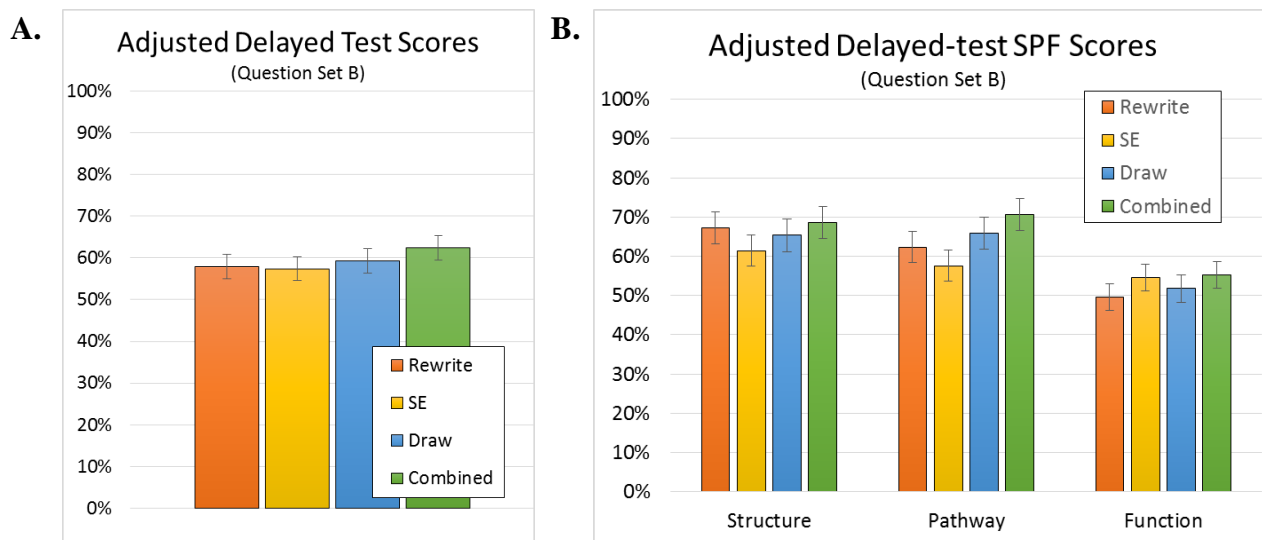 A.
Adjusted Delayed Test Scores
(Question Set B)
100%
90%
80%
70%
60%
50%
40%
30%
20%
10%
0%
Rewrite
SE
Draw
Combined
B.
Adjusted Delayed-test SPF Scores
(Question Set B)
100%
90%
80%
70%
60%
50%
40%
30%
20%
10%
0%
Rewrite
SE
Draw
Combined
Structure Pathway Function